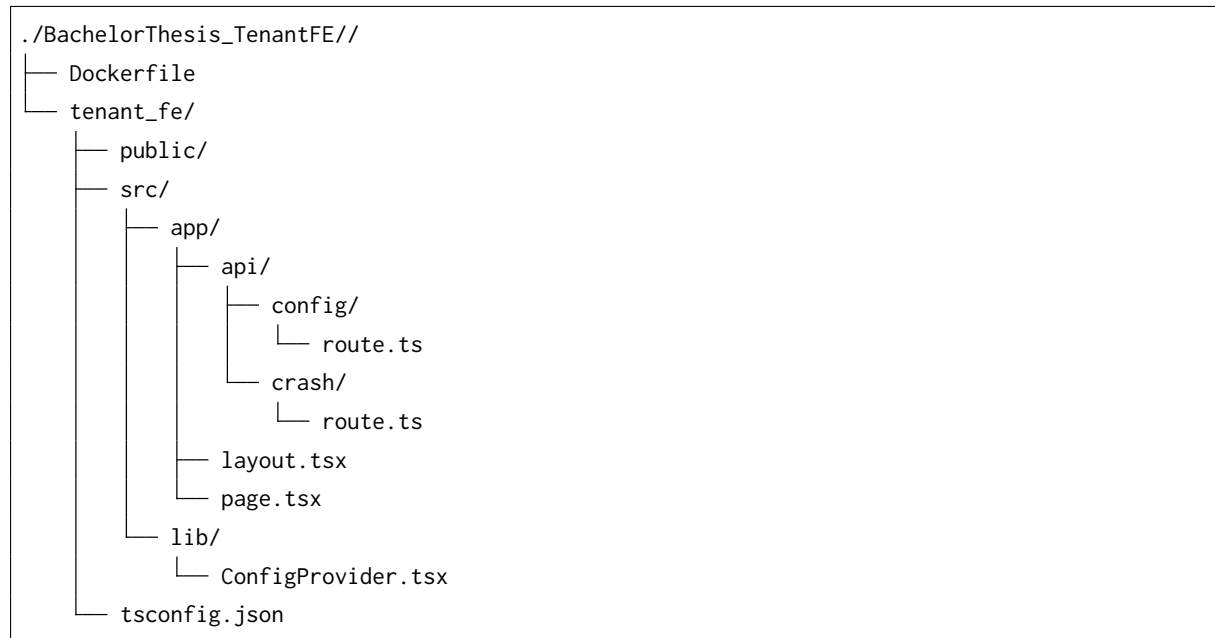 ./BachelorThesis_TenantFE//
├── Dockerfile
└── tenant_fe/
    ├── public/
    ├── src/
    │   ├── app/
    │   │   ├── api/
    │   │   │   ├── config/
    │   │   │   │   └── route.ts
    │   │   │   └── crash/
    │   │   │       └── route.ts
    │   │   ├── layout.tsx
    │   │   └── page.tsx
    │   └── lib/
    │       └── ConfigProvider.tsx
    └── tsconfig.json